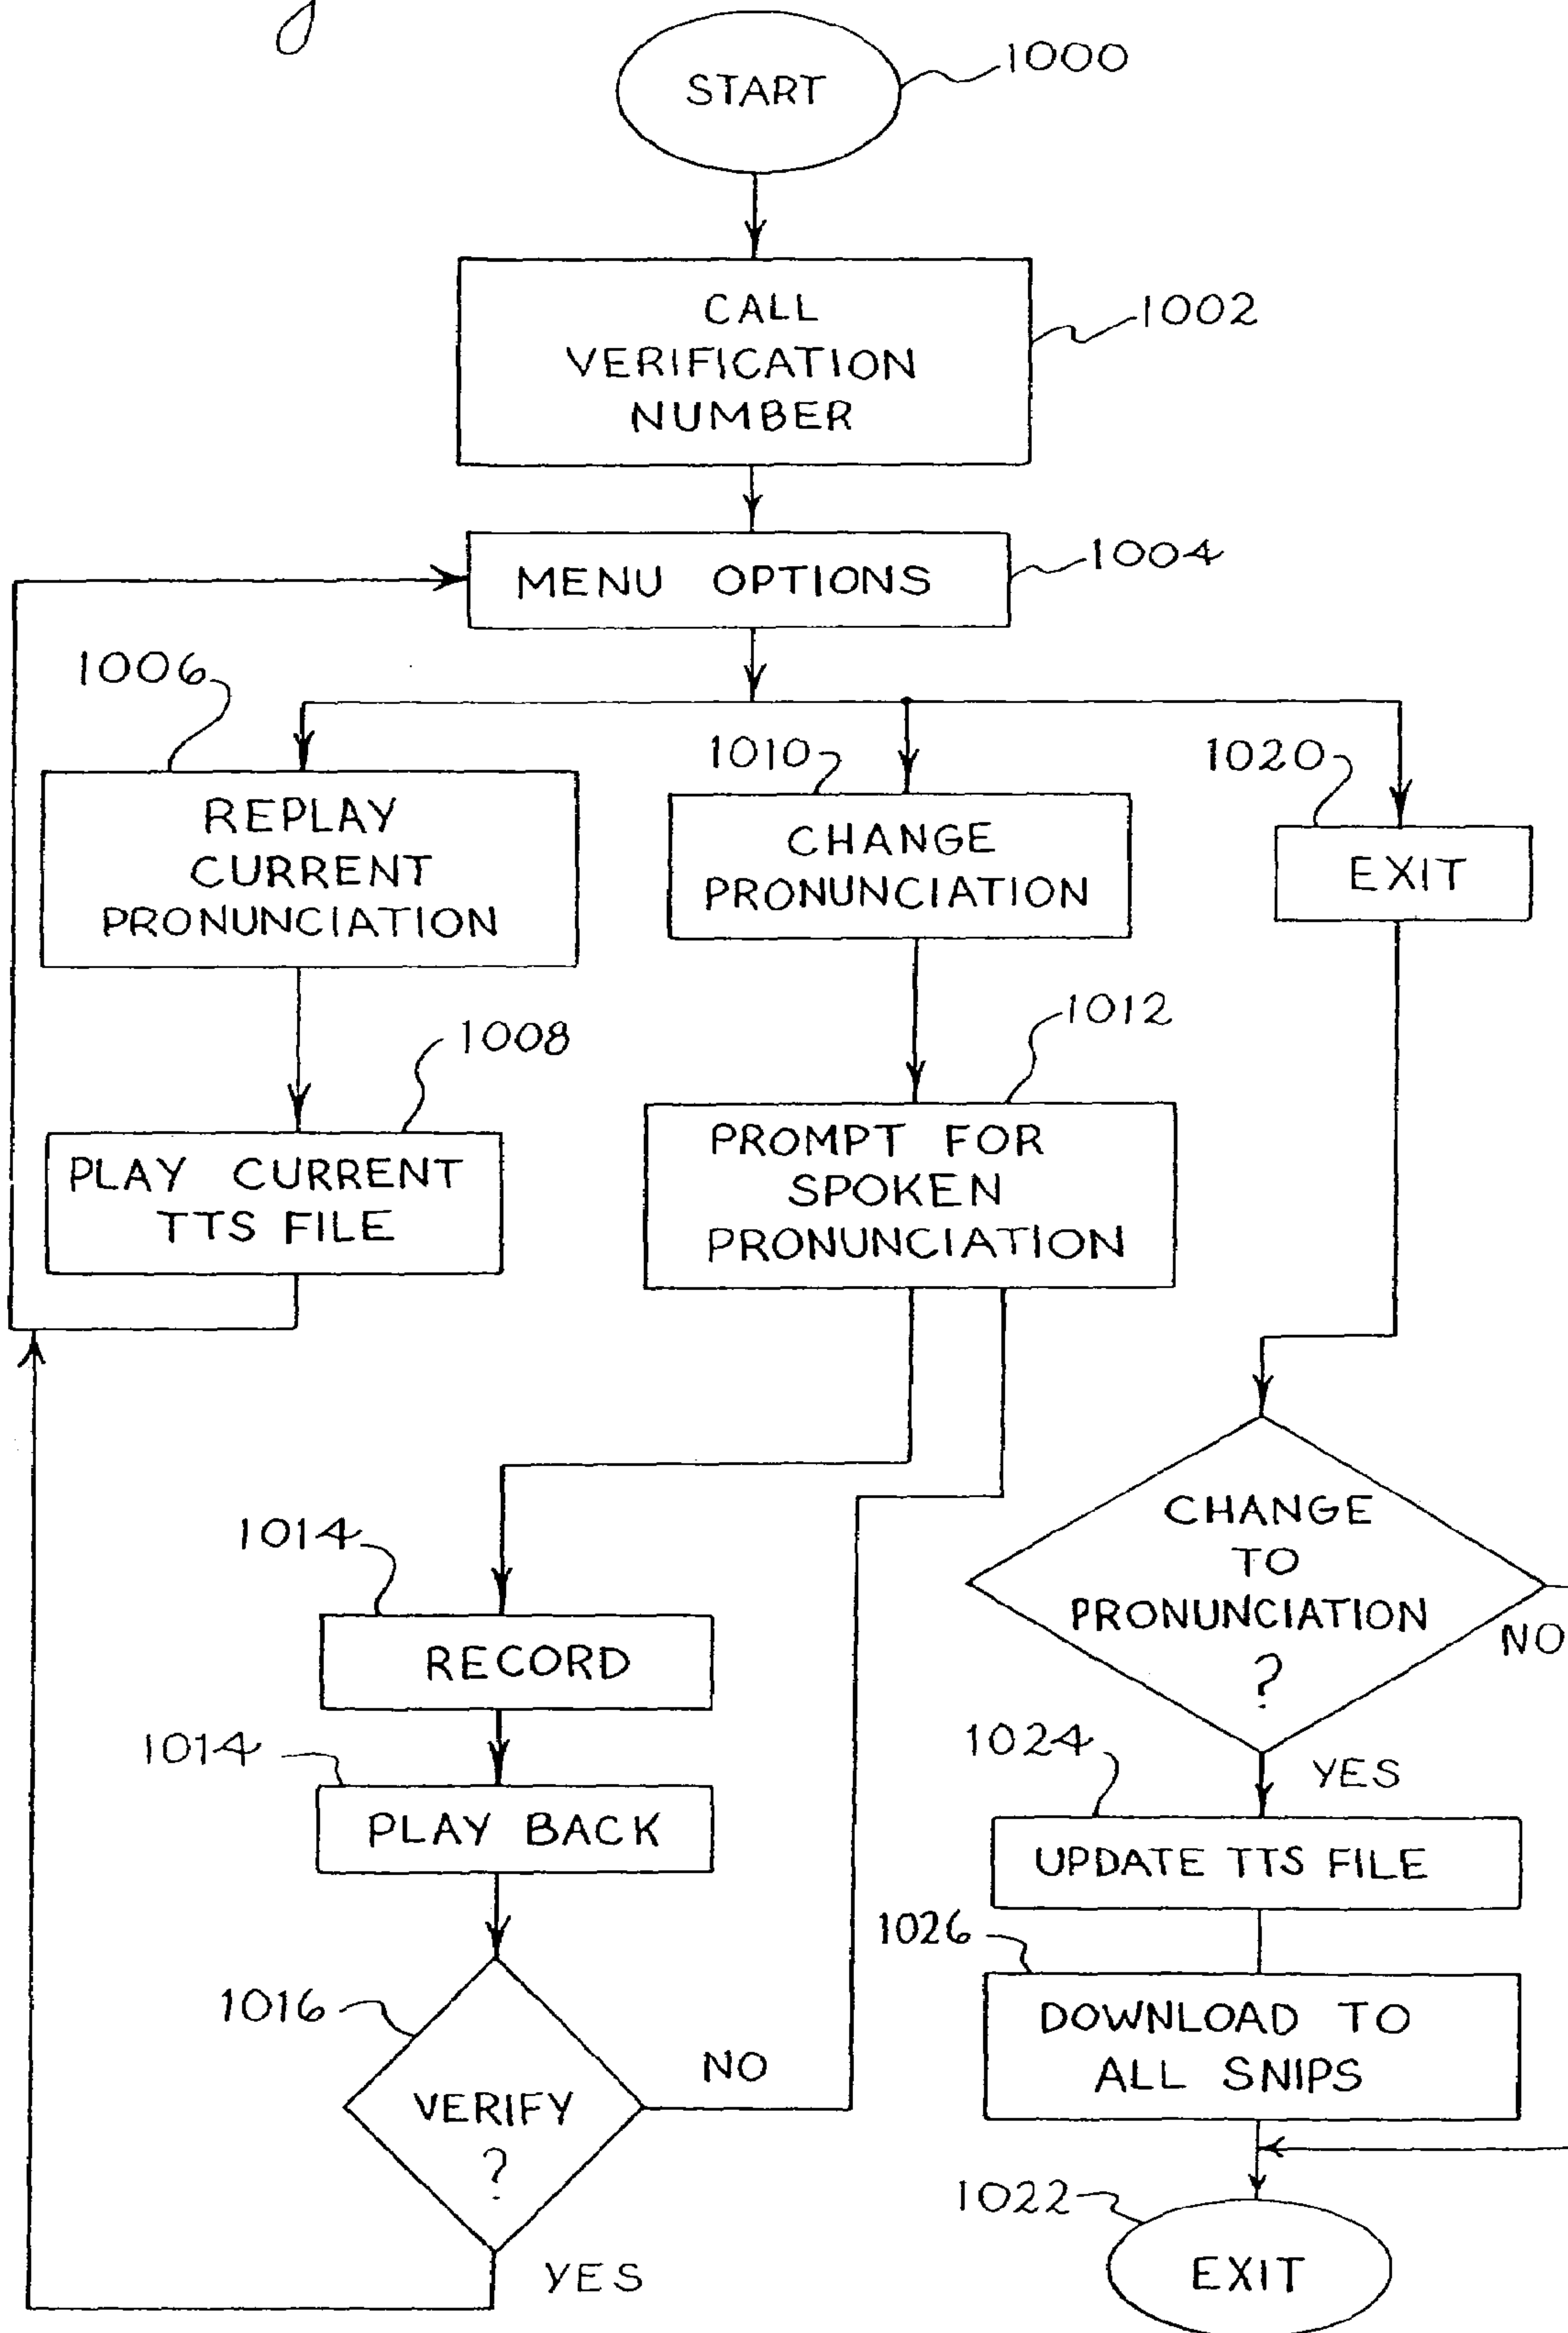 START
1000
CALL
VERIFICATION
NUMBER
1002
MENU OPTIONS
1004
1006
REPLAY
CURRENT
PRONUNCIATION
1010
CHANGE
PRONUNCIATION
1020
EXIT
1008
PLAY CURRENT
TTS FILE
1012
PROMPT FOR
SPOKEN
PRONUNCIATION
1014
RECORD
1014
PLAY BACK
1016
VERIFY
?
NO
YES
CHANGE
TO
PRONUNCIATION
?
NO
YES
1024
UPDATE TTS FILE
1026
DOWNLOAD TO
ALL SNIPS
1022
EXIT